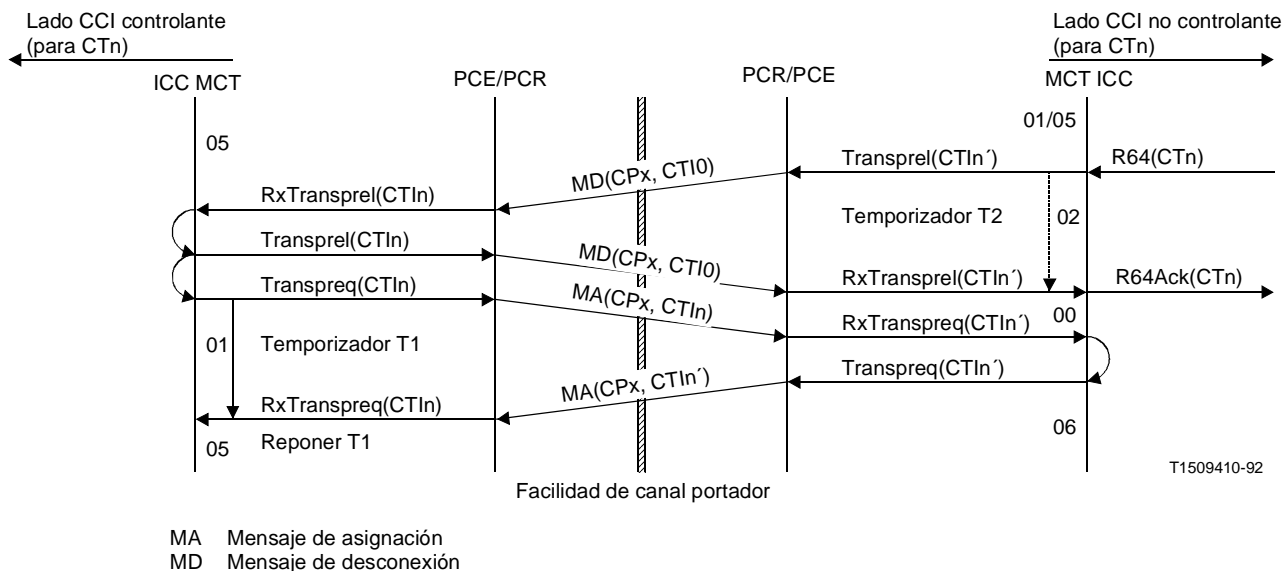 Lado CCI controlante
(para CTn)
Lado CCI no controlante
(para CTn)
ICC MCT
PCE/PCR
PCR/PCE
MCT ICC
01/05
05
Transprel(CTIn´)
R64(CTn)
MD(CPx, CTI0)
RxTransprel(CTIn)
Temporizador T2
02
Transprel(CTIn)
MD(CPx, CTI0)
RxTransprel(CTIn´)
R64Ack(CTn)
Transpreq(CTIn)
MA(CPx, CTIn)
00
RxTranspreq(CTIn´)
01
Temporizador T1
Transpreq(CTIn´)
MA(CPx, CTIn´)
RxTranspreq(CTIn)
06
05
Reponer T1
T1509410-92
Facilidad de canal portador
MA Mensaje de asignación
MD Mensaje de desconexión